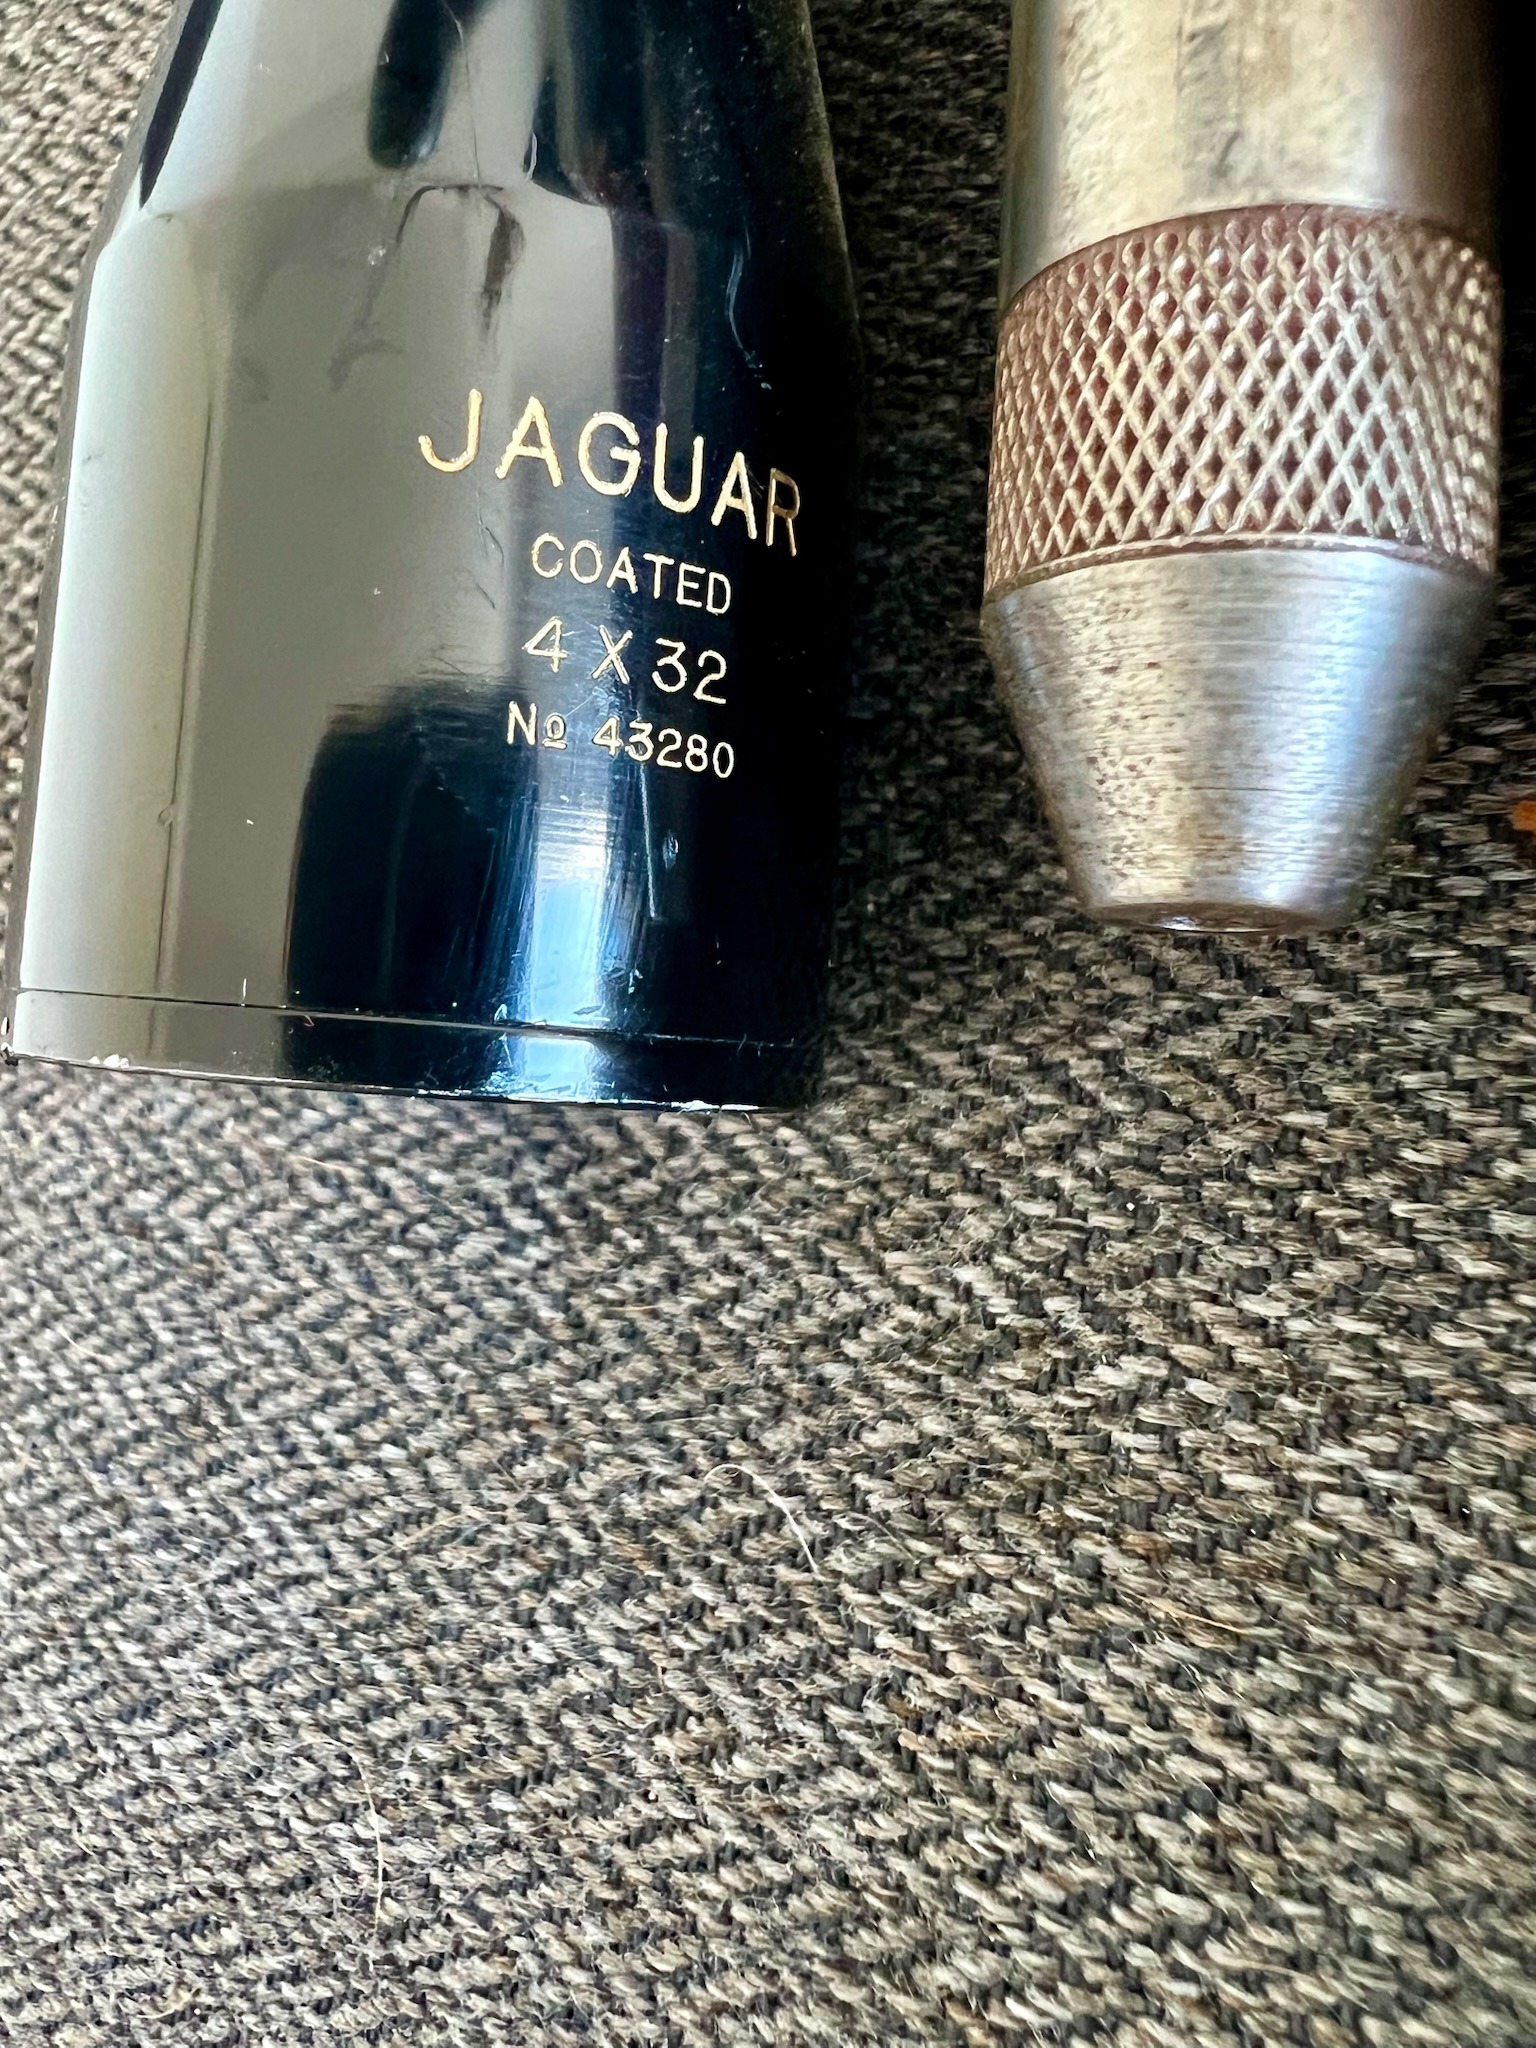 JAGUAR
COATED
4 X 32
Nº 43280